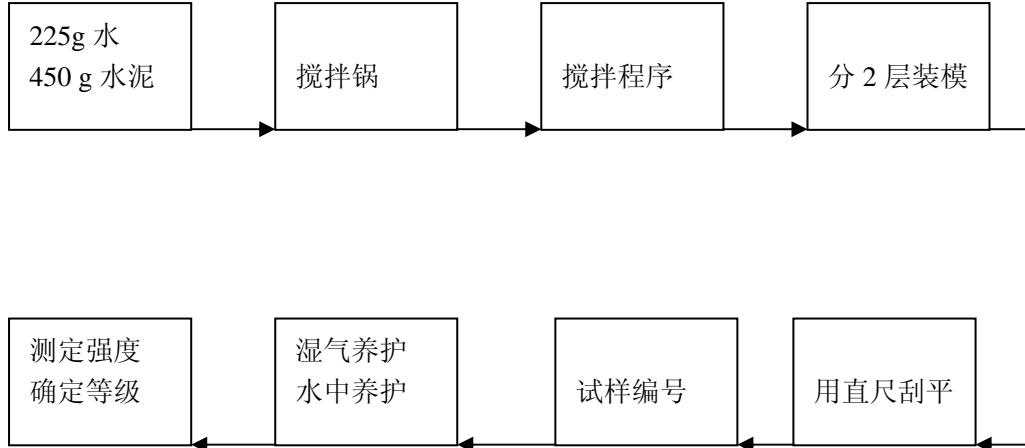 225g 水
450 g 水泥
搅拌锅
搅拌程序
分 2 层装模
测定强度
确定等级
湿气养护
水中养护
试样编号
用直尺刮平